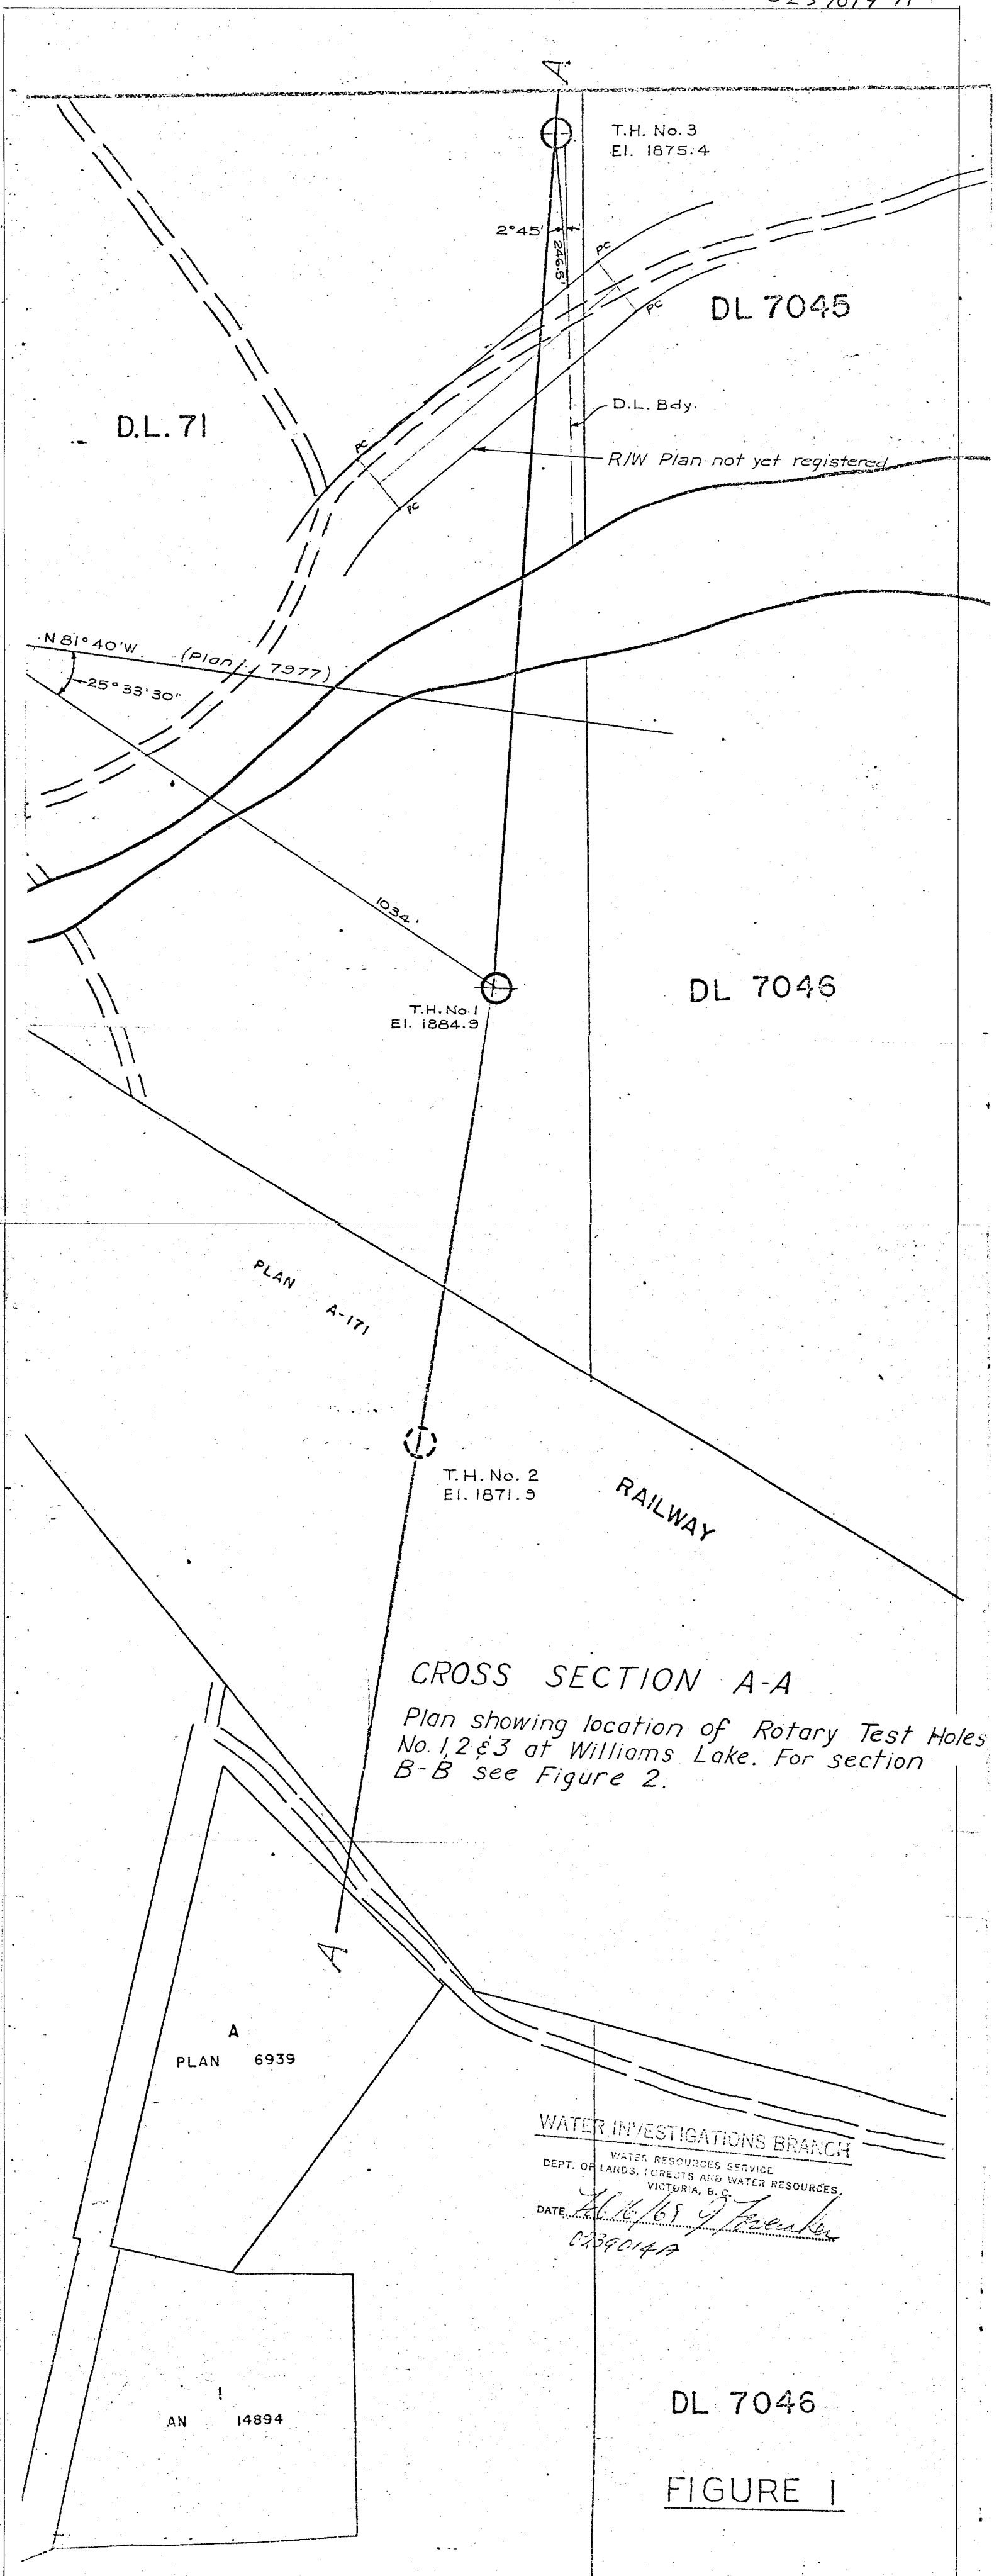 A
T.H. No. 3
El. 1875.4
2°45'
246.5'
PC
PC
DL 7045
D.L. 71
D.L. Bdy.
R/W Plan not yet registered
PC
PC
N 81° 40' W (Plan 7977)
25° 33' 30"
1034'
T.H. No. 1
El. 1884.9
DL 7046
PLAN A-171
T.H. No. 2
El. 1871.9
RAILWAY
CROSS SECTION A-A
Plan showing location of Rotary Test Holes
No. 1, 2 & 3 at Williams Lake. For section
B-B see Figure 2.
A
A
PLAN 6939
WATER INVESTIGATIONS BRANCH
WATER RESOURCES SERVICE
DEPT. OF LANDS, FORESTS AND WATER RESOURCES,
VICTORIA, B.C.
DATE
0239014A
1
AN 14894
DL 7046
FIGURE 1